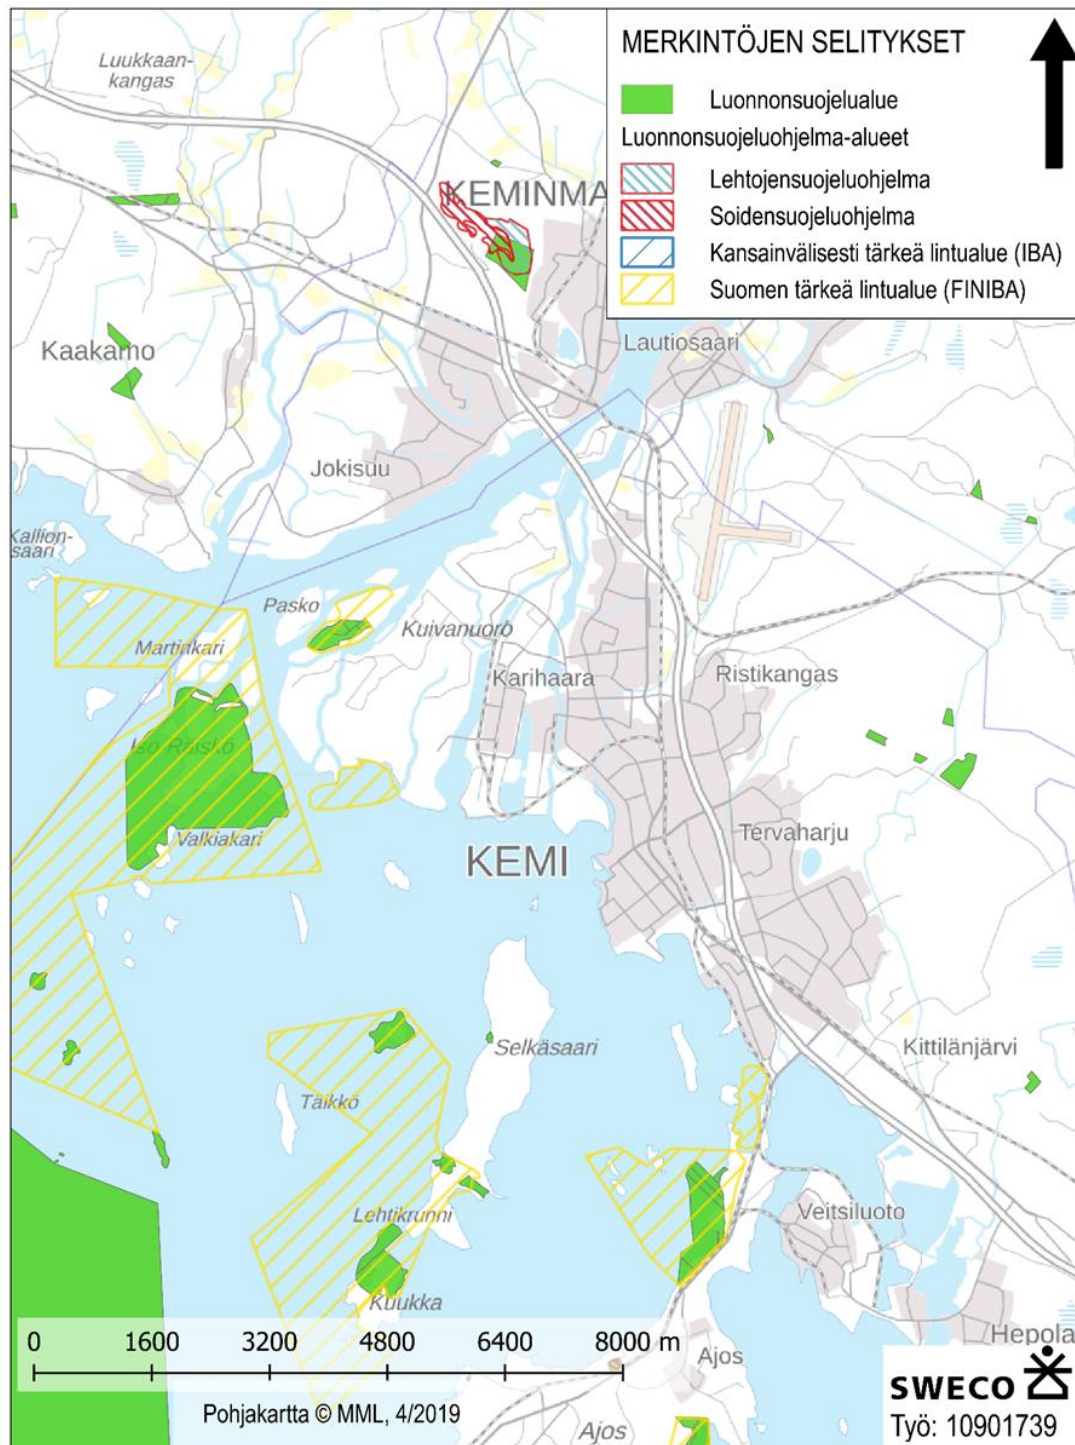 MERKINTÖJEN SELITYKSET
Luonnonsuojelualue
Luonnonsuojeluohjelma-alueet
Lehtojensuojeluohjelma
Soidensuojeluohjelma
Kansainvälisesti tärkeä lintualue (IBA)
Suomen tärkeä lintualue (FINIBA)
Luukkaan-
kangas
KEMINMA
Lautiosaari
Kaakamo
Jokisuu
Kallion-
saari
Pasko
Kuivanuoro
Martinkari
Karihaara
Ristikangas
Iso Räiskö
Valkiakari
Tervaharju
KEMI
Selkäsaari
Kittilänjärvi
Täikkö
Lehtikrunni
Veitsiluoto
Kuukka
Hepola
Ajos
0 1600 3200 4800 6400 8000 m
Pohjakartta © MML, 4/2019
Ajos
SWECO
Työ: 10901739